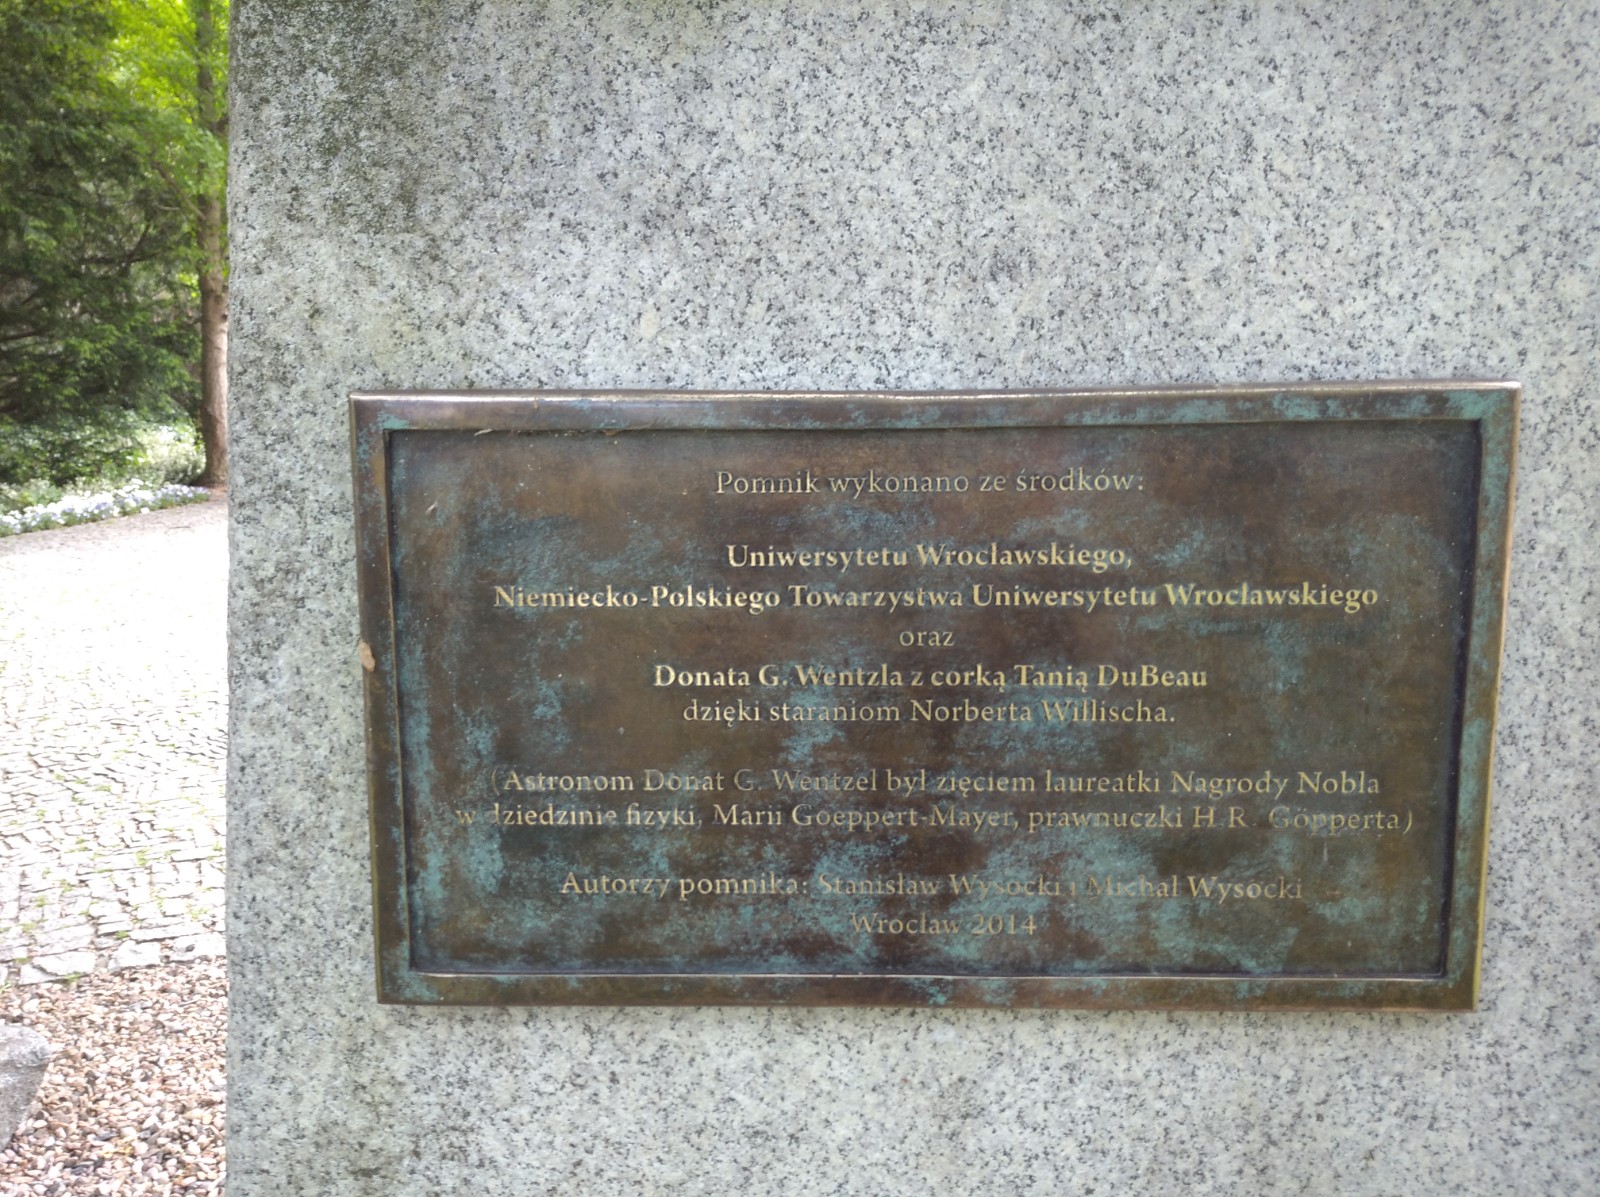 Pomnik wykonano ze środków:
Uniwersytetu Wrocławskiego,
Niemiecko-Polskiego Towarzystwa Uniwersytetu Wrocławskiego
oraz
Donata G. Wentzla z corką Tanią DuBeau
dzięki staraniom Norberta Willischa.
(Astronom Donat G. Wentzel był zięciem laureatki Nagrody Nobla
w dziedzinie fizyki, Marii Goeppert-Mayer, prawnuczki H.R. Göpperta)
Autorzy pomnika: Stanisław Wysocki i Michał Wysocki
Wrocław 2014